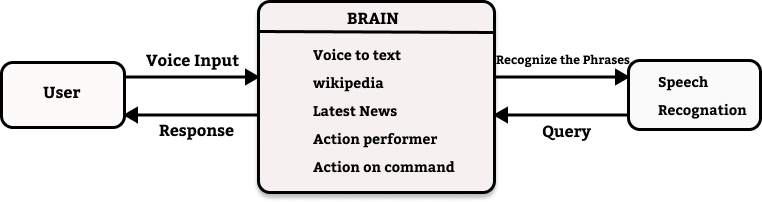 BRAIN
Voice Input
Voice to text
Recognize the Phrases
wikipedia
User
Speech
Latest News
Recognation
Response
Query
Action performer
Action on command